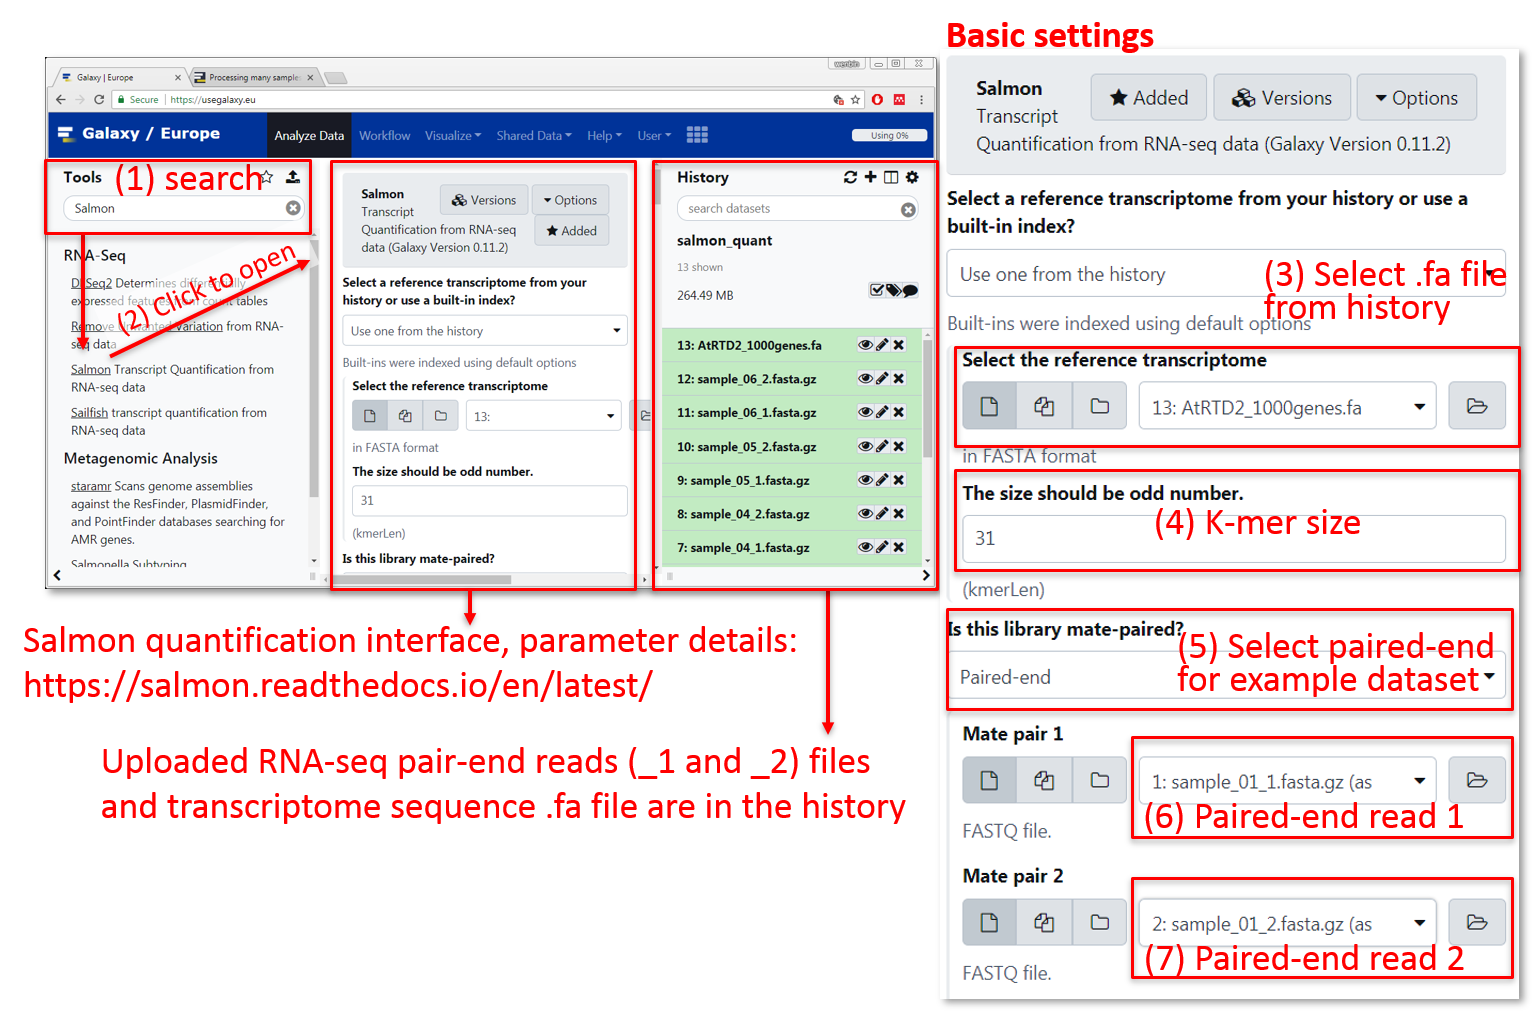 Basic settings
Galaxy | Europe
Processing many sample:
wenbin
Secure
https://usegalaxy.eu
Galaxy / Europe
Analyze Data
Workflow
Visualize
Shared Data
Help
User
Using 0%
Tools
(1) search
Salmon
(2) Click to open
RNA-Seq
DESeq2 Determines differentially
expressed features from count tables
Remove Unwanted Variation from RNA-
seq data
Salmon Transcript Quantification from
RNA-seq data
Sailfish transcript quantification from
RNA-seq data
Metagenomic Analysis
staramr Scans genome assemblies
against the ResFinder, PlasmidFinder,
and PointFinder databases searching for
AMR genes.
Salmonella Subtyping
Salmon
Transcript
Quantification from RNA-seq
data (Galaxy Version 0.11.2)
Versions
Options
Added
Select a reference transcriptome from your
history or use a built-in index?
Use one from the history
Built-ins were indexed using default options
Select the reference transcriptome
13:
in FASTA format
The size should be odd number.
31
(kmerLen)
Is this library mate-paired?
History
search datasets
salmon_quant
13 shown
264.49 MB
13: AtRTD2_1000genes.fa
12: sample_06_2.fasta.gz
11: sample_06_1.fasta.gz
10: sample_05_2.fasta.gz
9: sample_05_1.fasta.gz
8: sample_04_2.fasta.gz
7: sample_04_1.fasta.gz
Salmon quantification interface, parameter details:
https://salmon.readthedocs.io/en/latest/
Uploaded RNA-seq pair-end reads (_1 and _2) files
and transcriptome sequence .fa file are in the history
Salmon
Transcript
Quantification from RNA-seq data (Galaxy Version 0.11.2)
Added
Versions
Options
Select a reference transcriptome from your history or use a
built-in index?
Use one from the history
(3) Select .fa file
from history
Built-ins were indexed using default options
Select the reference transcriptome
13: AtRTD2_1000genes.fa
in FASTA format
The size should be odd number.
(4) K-mer size
31
(kmerLen)
Is this library mate-paired?
(5) Select paired-end
for example dataset
Paired-end
Mate pair 1
1: sample_01_1.fasta.gz (as
(6) Paired-end read 1
FASTQ file.
Mate pair 2
2: sample_01_2.fasta.gz (as
(7) Paired-end read 2
FASTQ file.